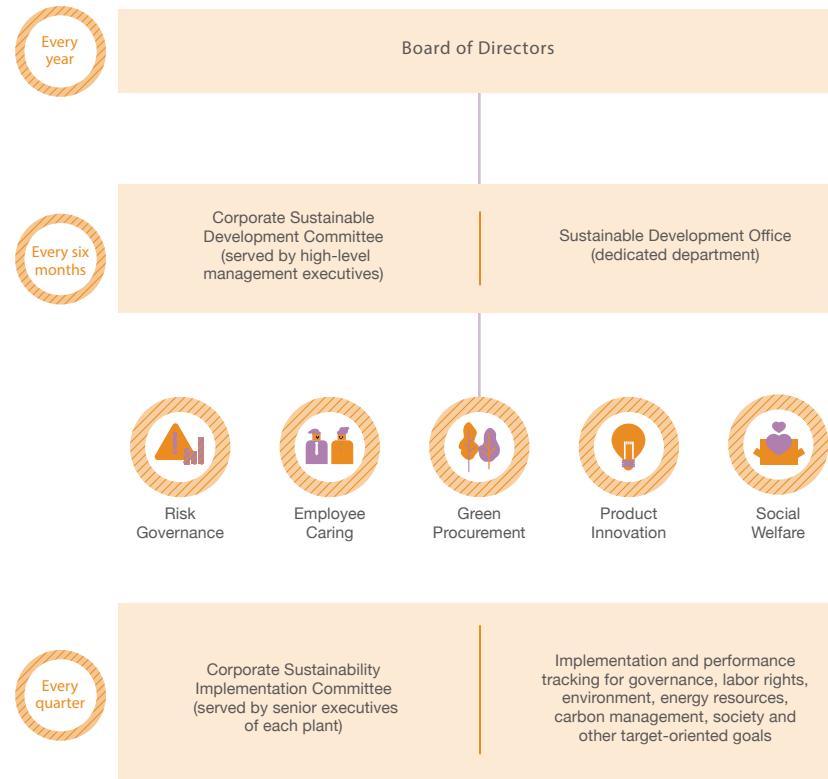 Every
year
Board of Directors
Every six
months
Corporate Sustainable
Development Committee
(served by high-level
management executives)
Sustainable Development Office
(dedicated department)
Risk
Governance
Employee
Caring
Green
Procurement
Product
Innovation
Social
Welfare
Every
quarter
Corporate Sustainability
Implementation Committee
(served by senior executives
of each plant)
Implementation and performance
tracking for governance, labor rights,
environment, energy resources,
carbon management, society and
other target-oriented goals